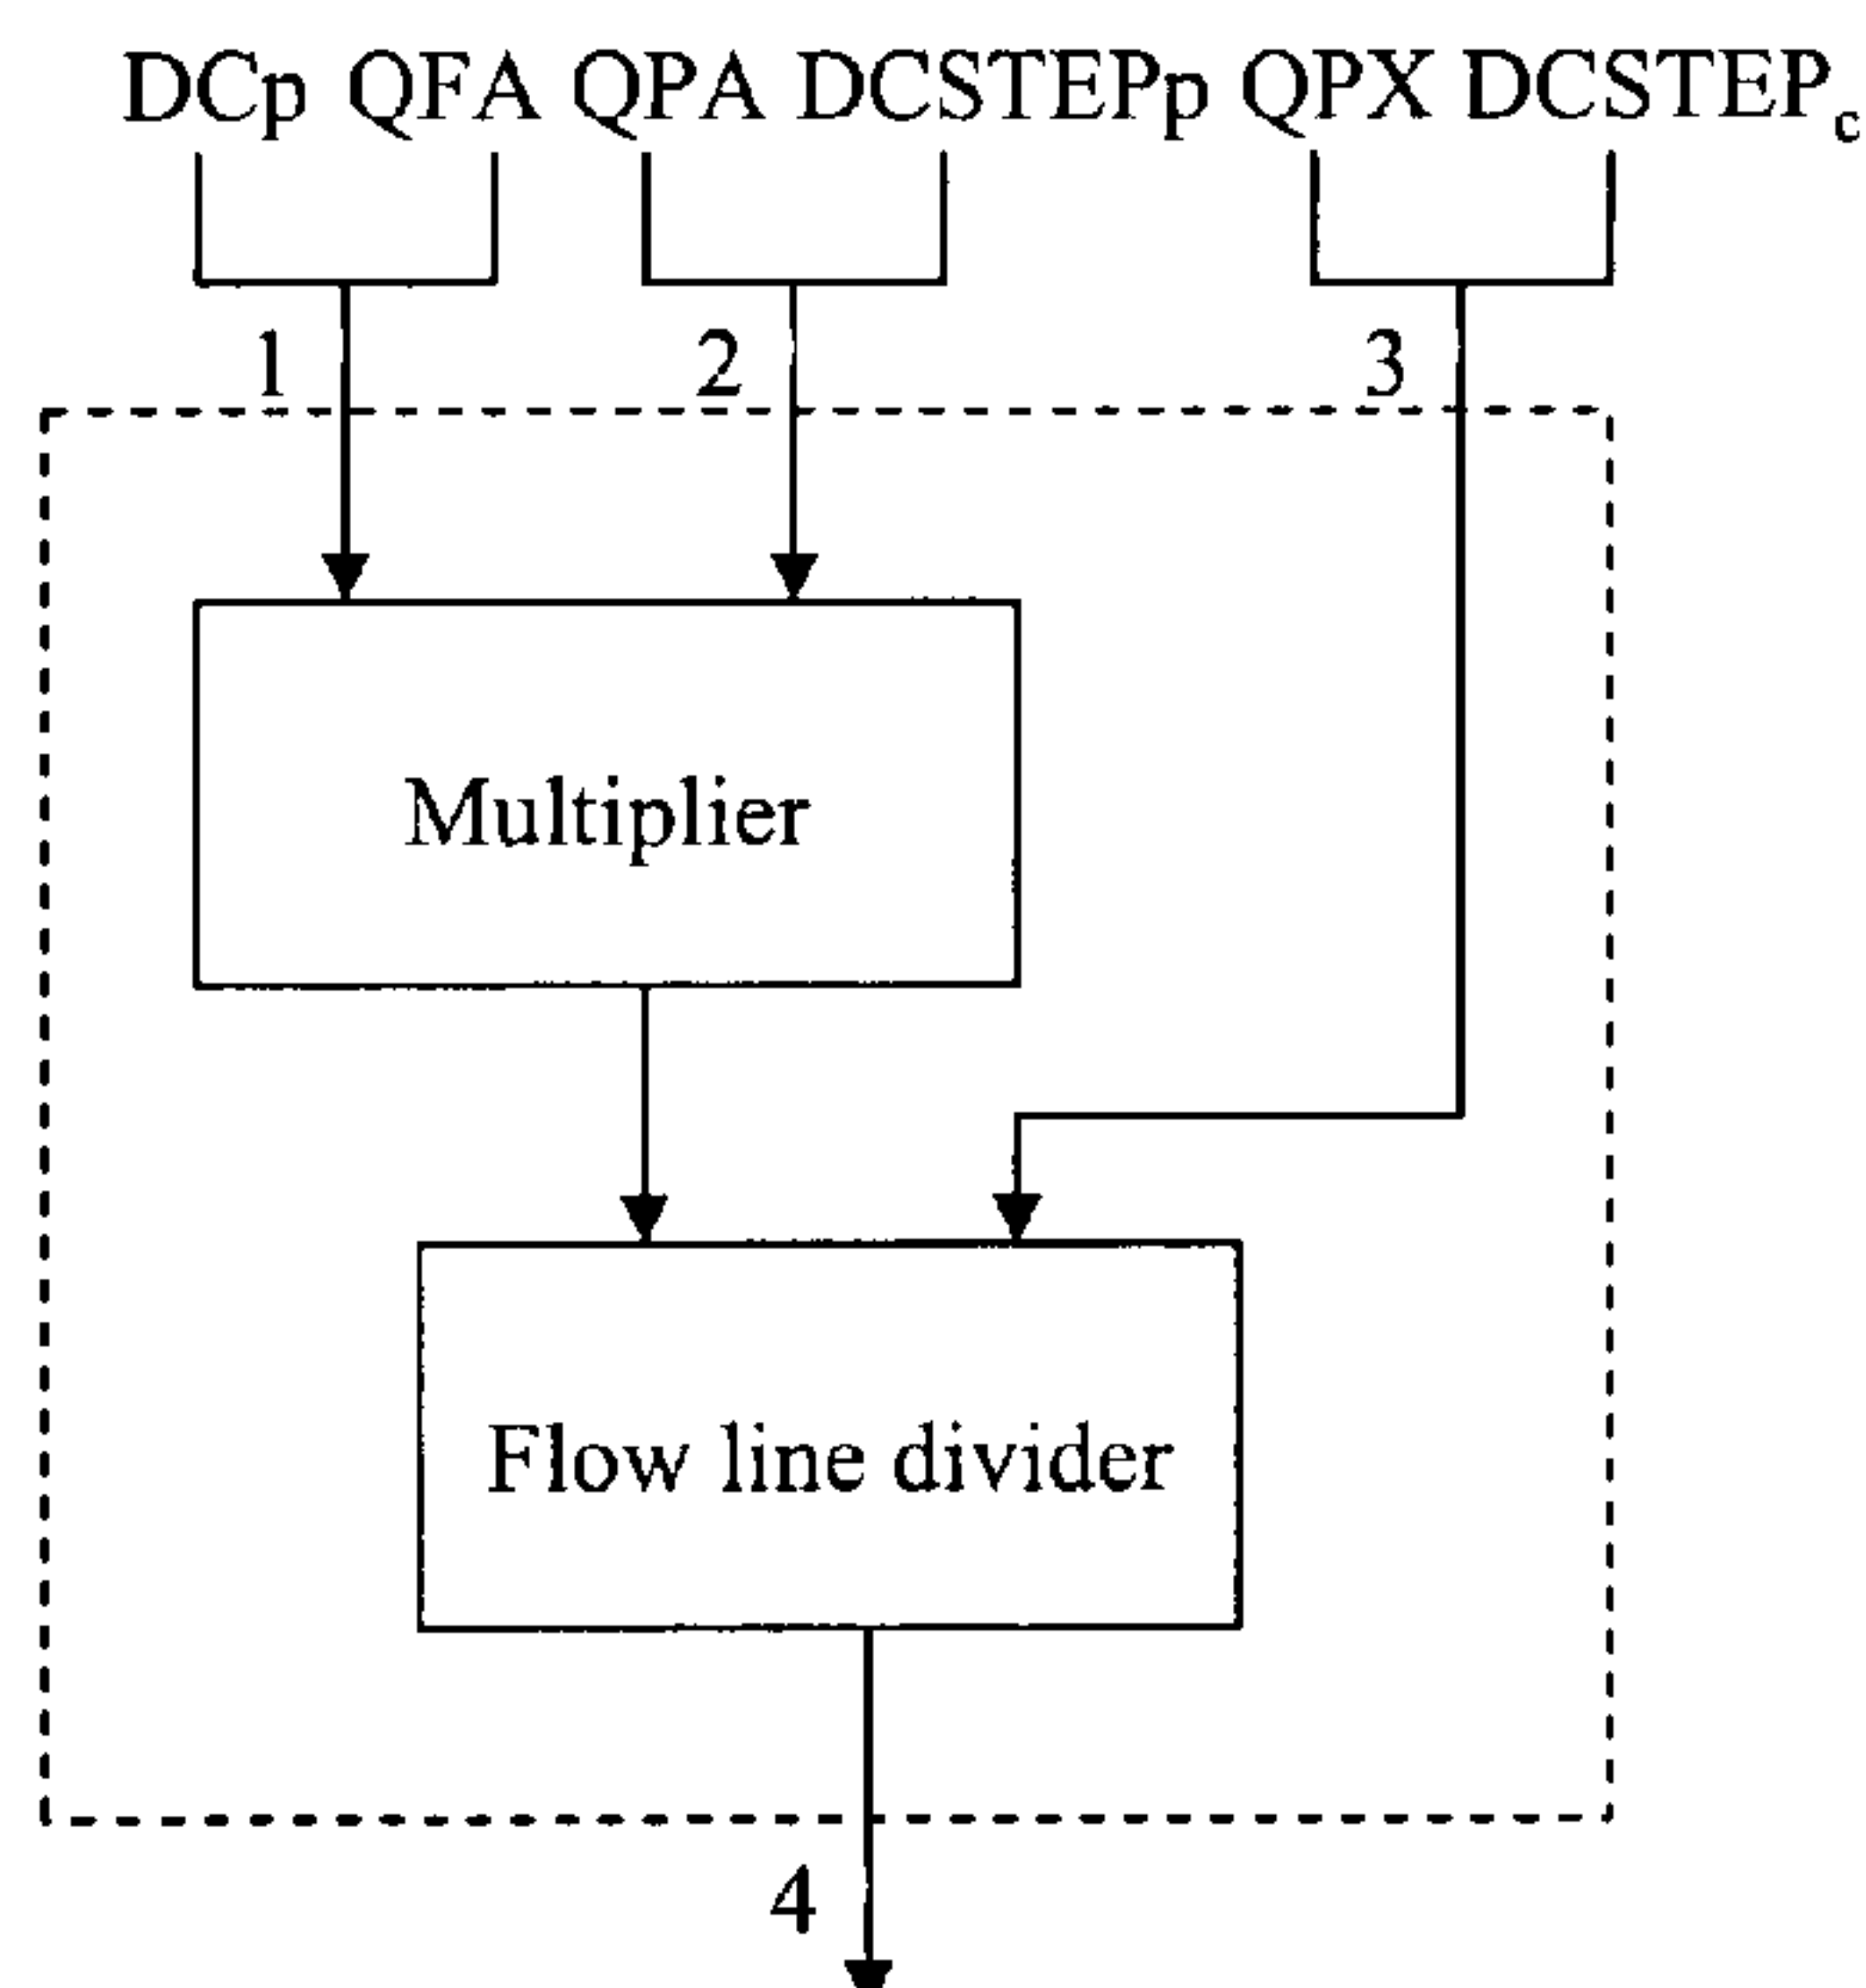 DCp QFA QPA DCSTEPp QPX DCSTEPc
1 2 3
Multiplier
Flow line divider
4